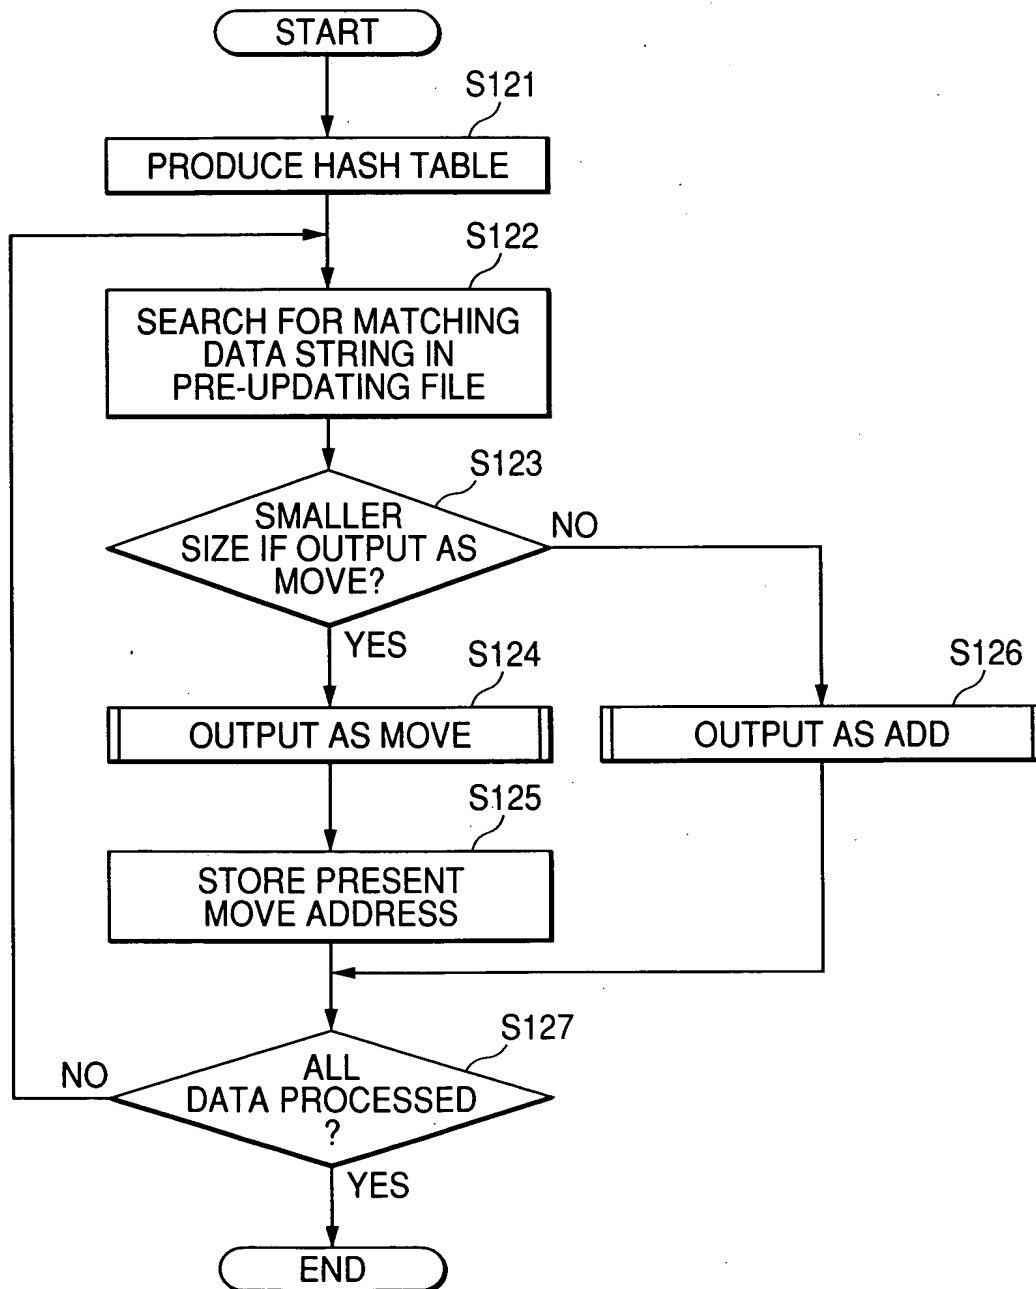 START
S121
PRODUCE HASH TABLE
S122
SEARCH FOR MATCHING
DATA STRING IN
PRE-UPDATING FILE
S123
SMALLER
SIZE IF OUTPUT AS
MOVE?
NO
YES
S124
OUTPUT AS MOVE
S126
OUTPUT AS ADD
S125
STORE PRESENT
MOVE ADDRESS
S127
ALL
DATA PROCESSED
?
NO
YES
END